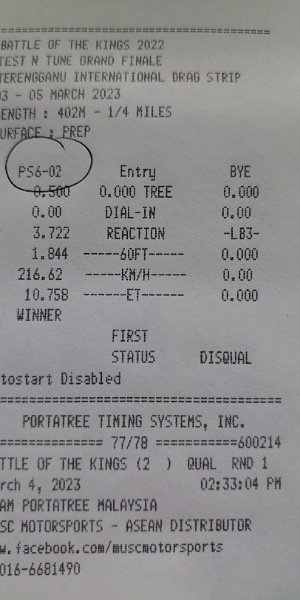 BATTLE OF THE KINGS 2022
TEST N TUNE GRAND FINALE
TERENGGANU INTERNATIONAL DRAG STRIP
03 - 05 MARCH 2023
ENGTH : 402M - 1/4 MILES
URFACE : PREP
PS6-02 Entry BYE
0.500 0.000 TREE 0.000
0.00 DIAL-IN 0.00
3.722 REACTION -LB3-
1.844 -----60FT----- 0.000
216.62 -----KM/H----- 0.00
10.758 ------ET------ 0.000
WINNER
FIRST
STATUS DISQUAL
tostart Disabled
PORTATREE TIMING SYSTEMS, INC.
============== 77/78 ===========600214
TTLE OF THE KINGS (2 ) QUAL RND 1
rch 4, 2023 02:33:04 PM
AM PORTATREE MALAYSIA
SC MOTORSPORTS - ASEAN DISTRIBUTOR
w.facebook.com/muscmotorsports
016-6681490